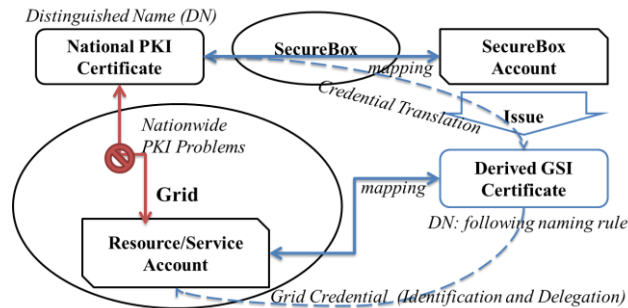 Distinguished Name (DN)
National PKI
Certificate
SecureBox
mapping
SecureBox
Account
Credential Translation
Issue
Nationwide
PKI Problems
Grid
mapping
Derived GSI
Certificate
DN: following naming rule
Resource/Service
Account
Grid Credential (Identification and Delegation)